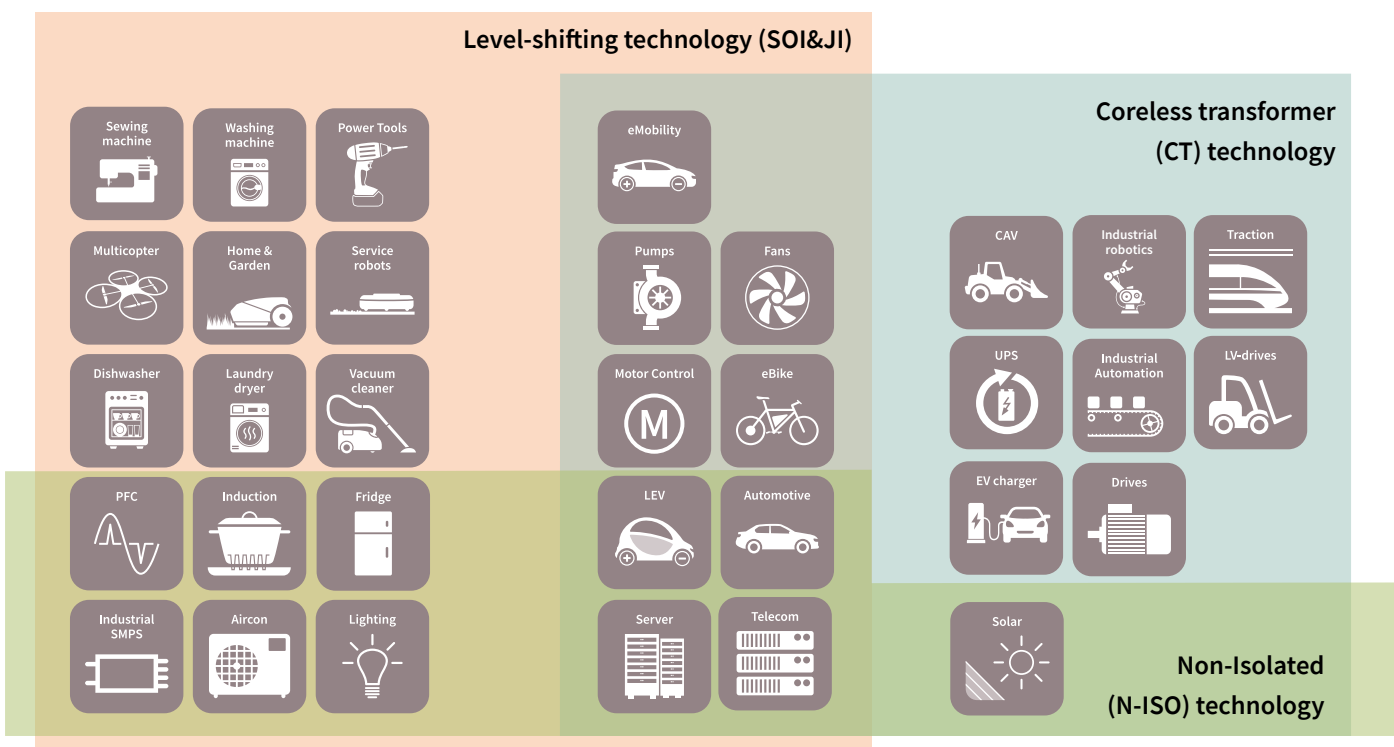 Level-shifting technology (SOI&JI)
Coreless transformer
(CT) technology
Sewing
machine
Washing
machine
Power Tools
eMobility
Multicopter
Home &
Garden
Service
robots
Pumps
Fans
CAV
Industrial
robotics
Traction
Dishwasher
Laundry
dryer
Vacuum
cleaner
Motor Control
M
eBike
UPS
Industrial
Automation
LV-drives
PFC
Induction
Fridge
LEV
Automotive
EV charger
Drives
Industrial
SMPS
Aircon
Lighting
Server
Telecom
Solar
Non-Isolated
(N-ISO) technology